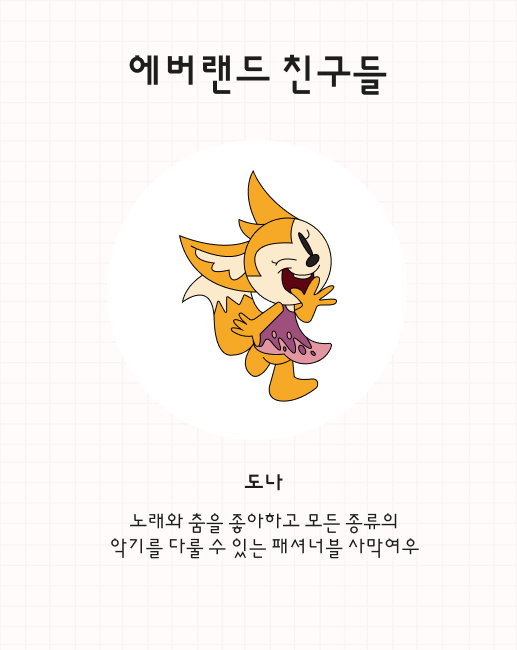 에버랜드 친구들
도나
노래와 춤을 좋아하고 모든 종류의
악기를 다룰 수 있는 패셔너블 사막여우